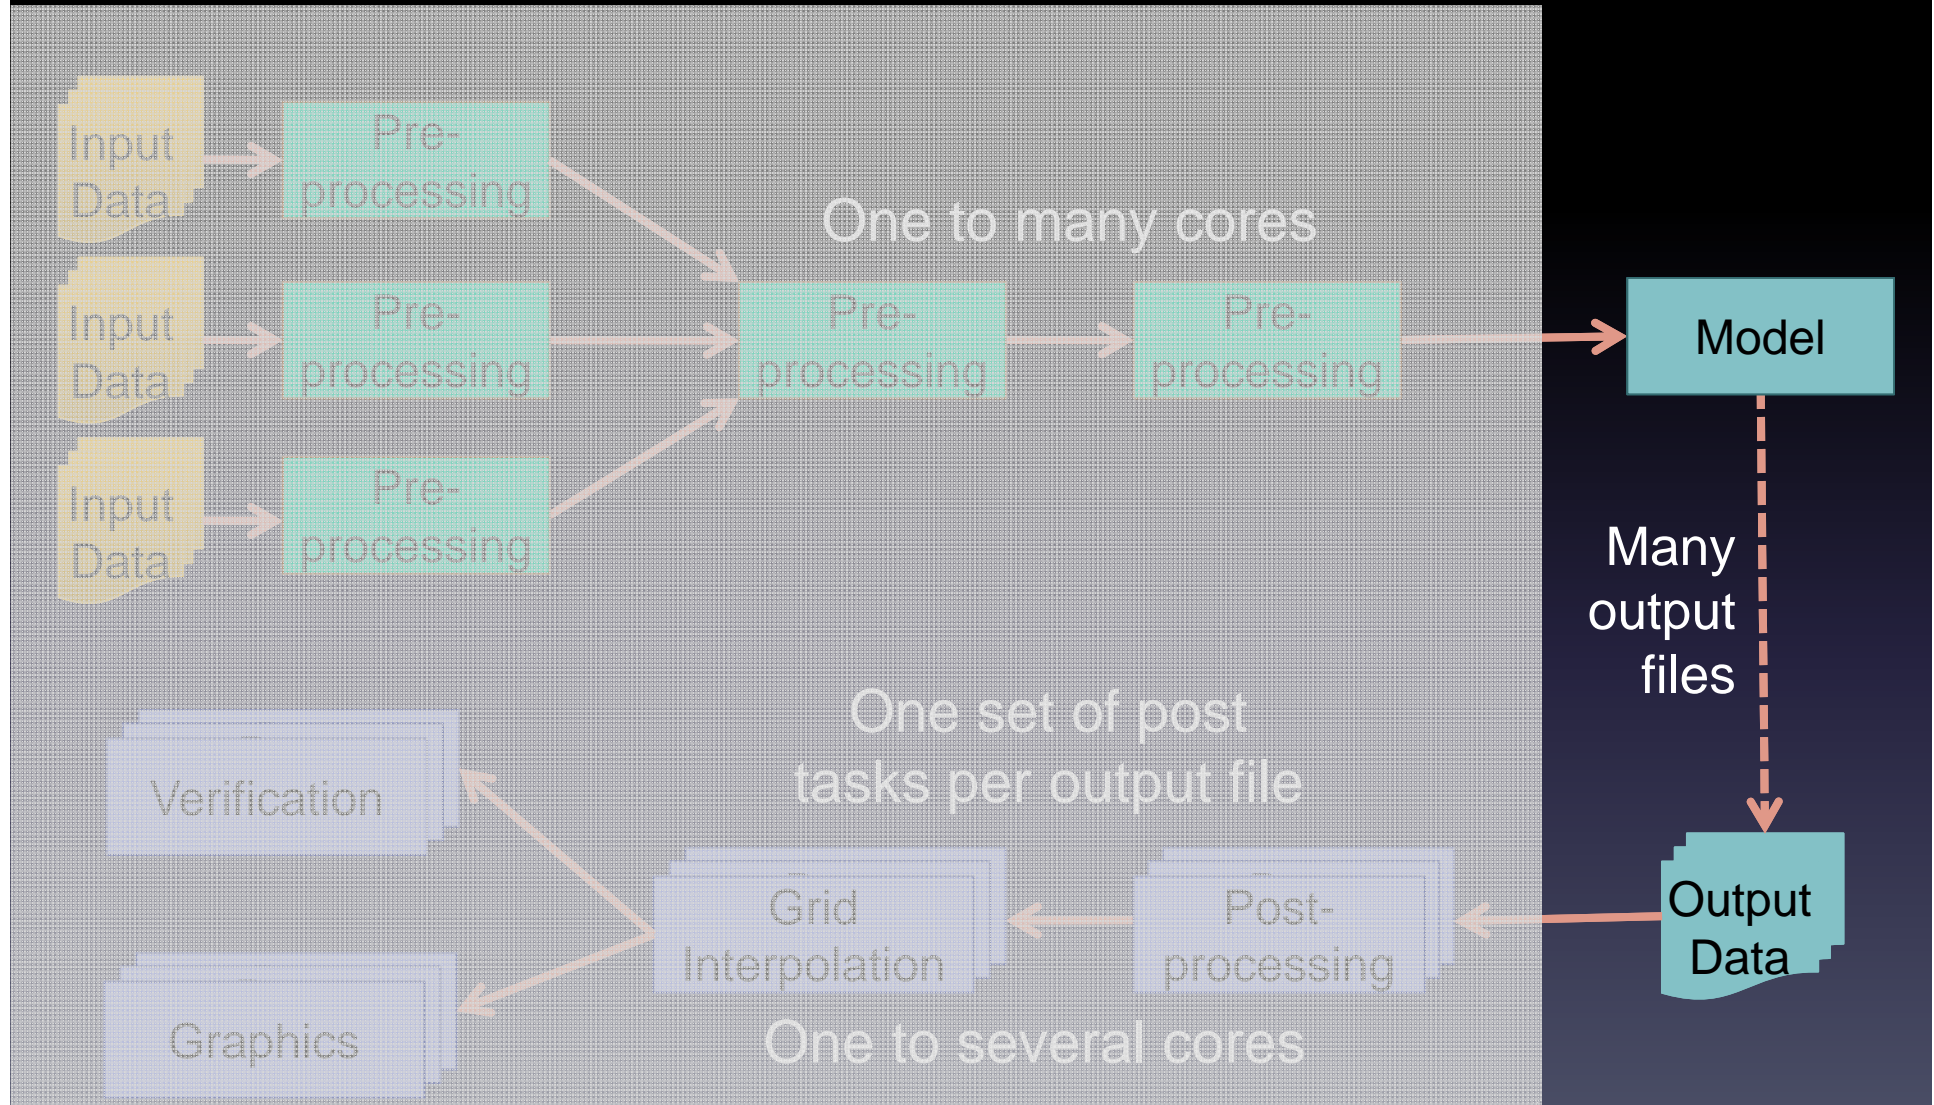 Input
Data
Pre-
processing
One to many cores
Input
Data
Pre-
processing
Pre-
processing
Pre-
processing
Model
Input
Data
Pre-
processing
Many
output
files
One set of post
tasks per output file
Verification
Grid
Interpolation
Post-
processing
Output
Data
Graphics
One to several cores